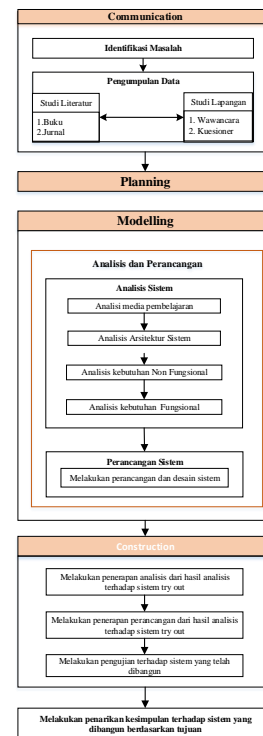 Communication
Identifikasi Masalah
Pengumpulan Data
Studi Literatur
1.Buku
2.Jurnal
Studi Lapangan
1. Wawancara
2. Kuesioner
Planning
Modelling
Analisis dan Perancangan
Analisis Sistem
Analisi media pembelajaran
Analisis Arsitektur Sistem
Analisis kebutuhan Non Fungsional
Analisis kebutuhan Fungsional
Perancangan Sistem
Melakukan perancangan dan desain sistem
Construction
Melakukan penerapan analisis dari hasil analisis
terhadap sistem try out
Melakukan penerapan perancangan dari hasil analisis
terhadap sistem try out
Melakukan pengujian terhadap sistem yang telah
dibangun
Melakukan penarikan kesimpulan terhadap sistem yang
dibangun berdasarkan tujuan